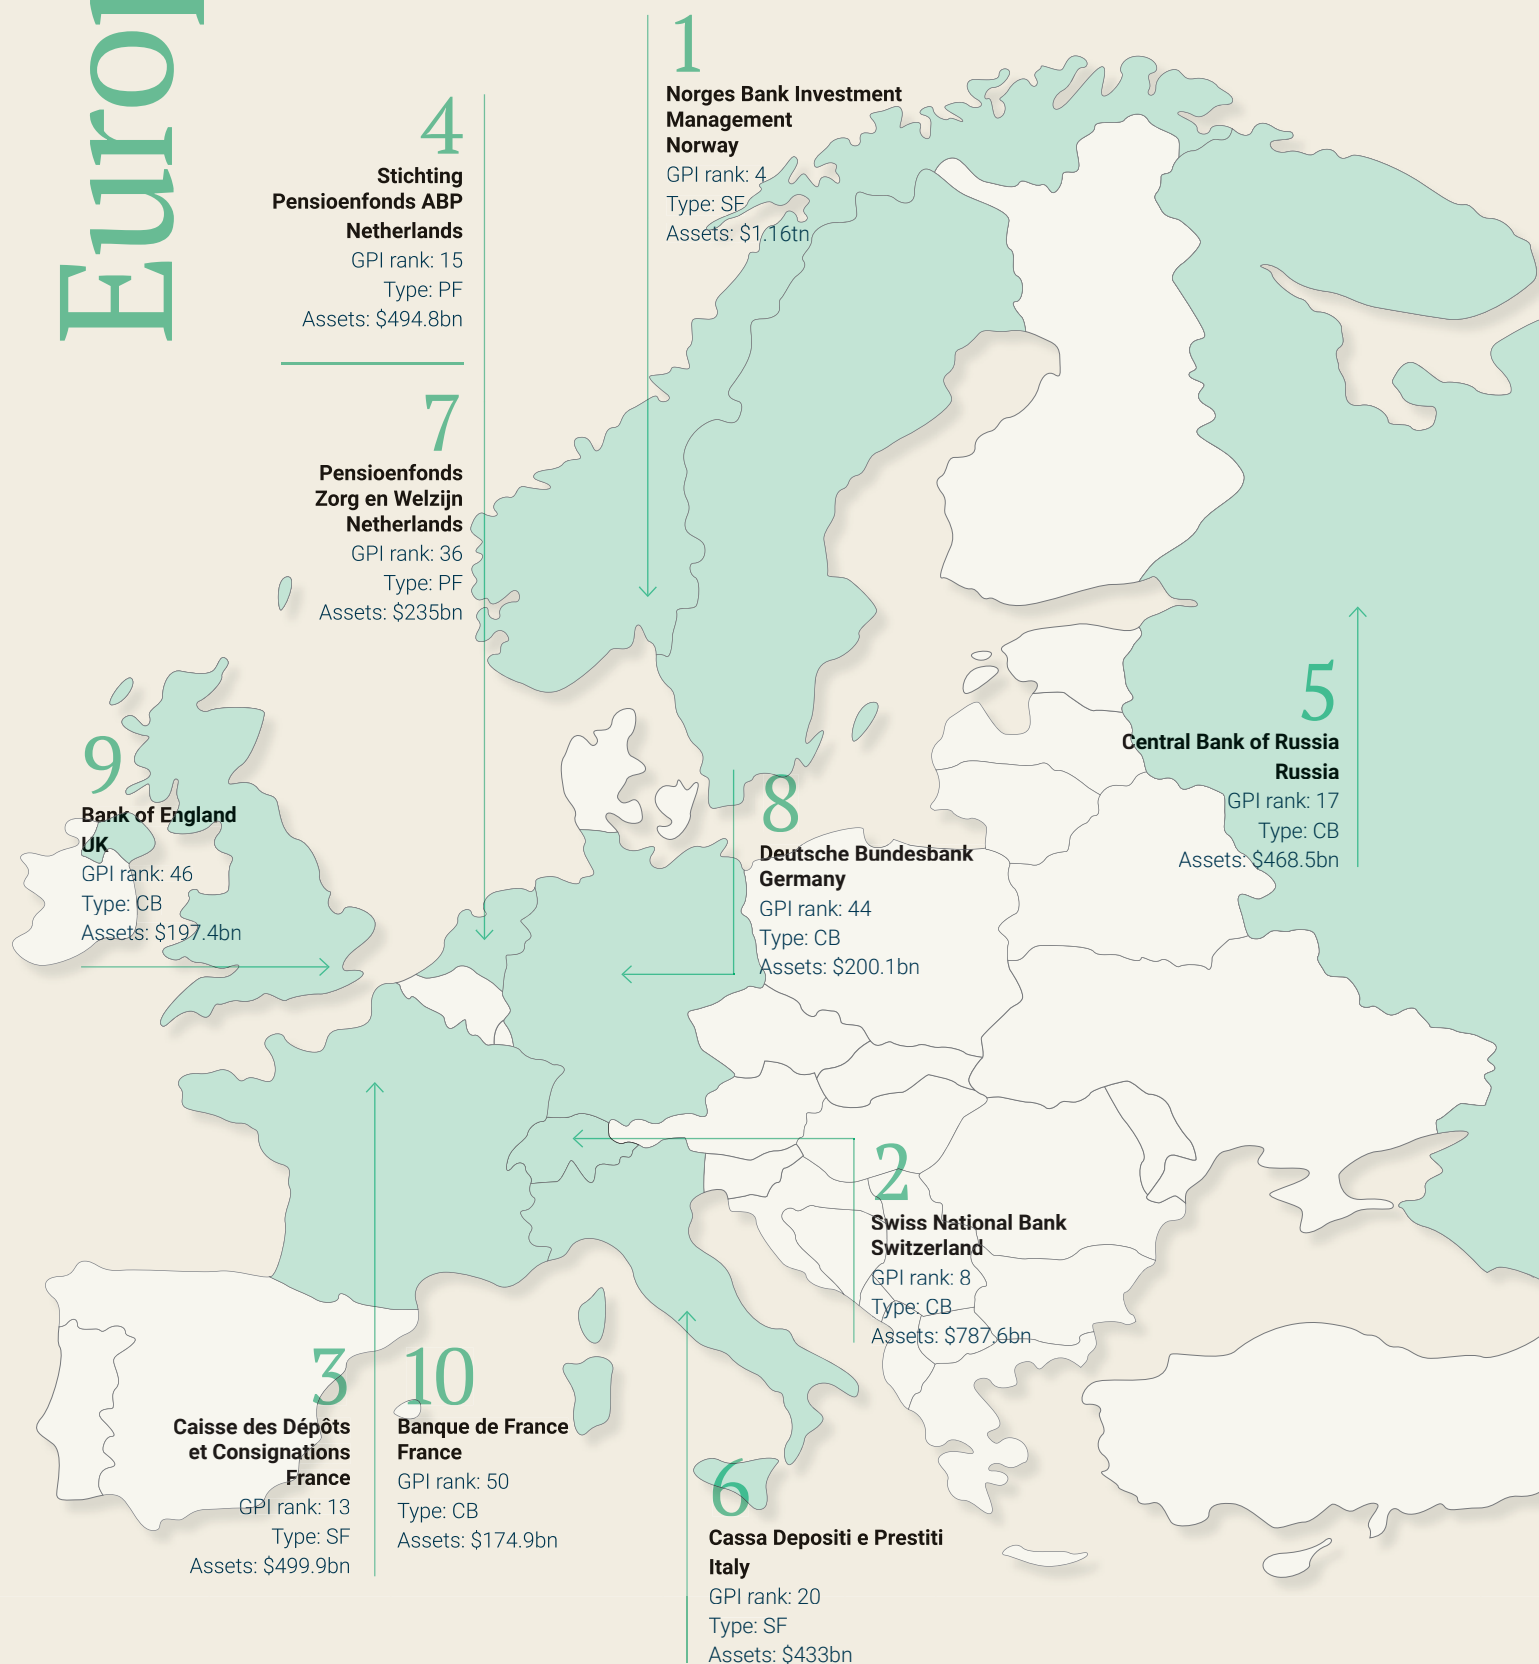 Europ
1
Norges Bank Investment
Management
Norway
GPI rank: 4
Type: SF
Assets: $1.16tn
4
Stichting
Pensioenfonds ABP
Netherlands
GPI rank: 15
Type: PF
Assets: $494.8bn
7
Pensioenfonds
Zorg en Welzijn
Netherlands
GPI rank: 36
Type: PF
Assets: $235bn
5
Central Bank of Russia
Russia
GPI rank: 17
Type: CB
Assets: $468.5bn
9
Bank of England
UK
GPI rank: 46
Type: CB
Assets: $197.4bn
8
Deutsche Bundesbank
Germany
GPI rank: 44
Type: CB
Assets: $200.1bn
2
Swiss National Bank
Switzerland
GPI rank: 8
Type: CB
Assets: $787.6bn
3
Caisse des Dépôts
et Consignations
France
GPI rank: 13
Type: SF
Assets: $499.9bn
10
Banque de France
France
GPI rank: 50
Type: CB
Assets: $174.9bn
6
Cassa Depositi e Prestiti
Italy
GPI rank: 20
Type: SF
Assets: $433bn